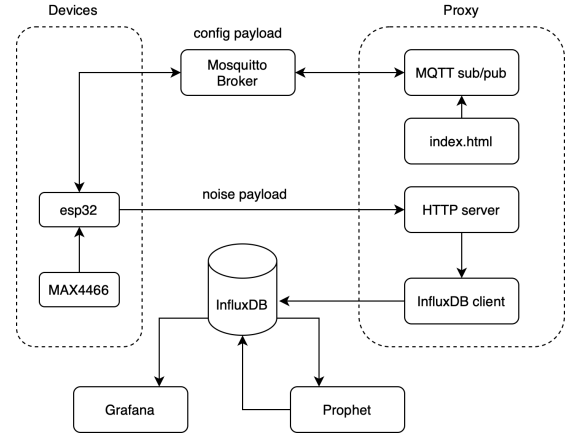 Devices
Proxy
config payload
Mosquitto
Broker
MQTT sub/pub
index.html
esp32
noise payload
HTTP server
MAX4466
InfluxDB
InfluxDB client
Grafana
Prophet